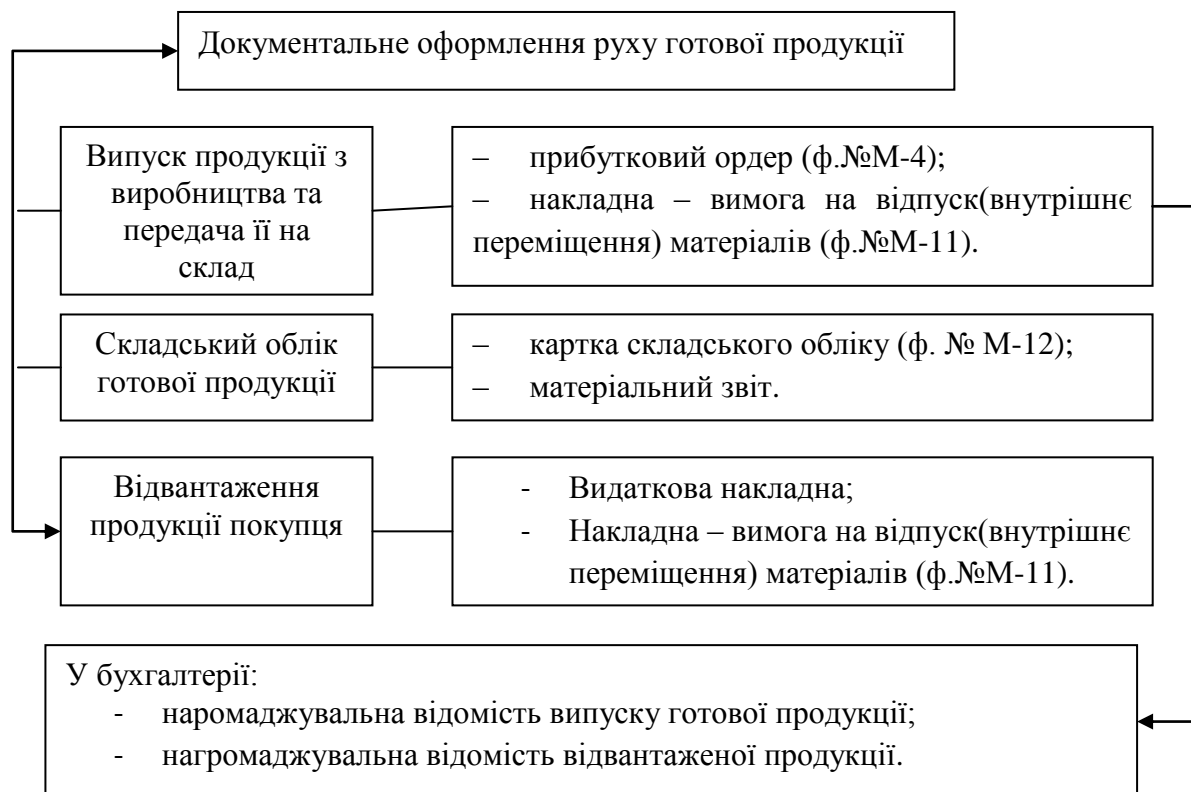 Документальне оформлення руху готової продукції
Випуск продукції з
виробництва та
передача її на
склад
– прибутковий ордер (ф.№М-4);
– накладна – вимога на відпуск(внутрішнє
переміщення) матеріалів (ф.№М-11).
Складський облік
готової продукції
– картка складського обліку (ф. № М-12);
– матеріальний звіт.
Відвантаження
продукції покупця
- Видаткова накладна;
- Накладна – вимога на відпуск(внутрішнє
переміщення) матеріалів (ф.№М-11).
У бухгалтерії:
- наромаджувальна відомість випуску готової продукції;
- нагромаджувальна відомість відвантаженої продукції.